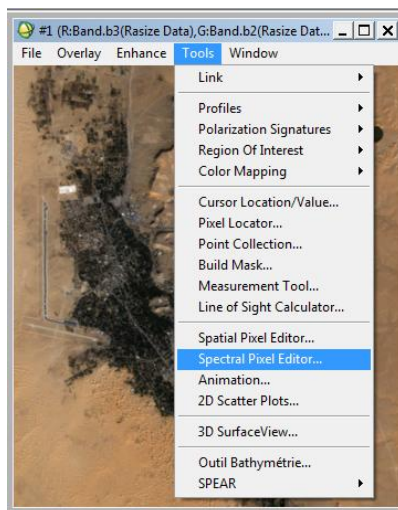 #1 (R:Band.b3(Rasize Data),G:Band.b2(Rasize Dat...
File Overlay Enhance Tools Window
Link
Profiles
Polarization Signatures
Region Of Interest
Color Mapping
Cursor Location/Value...
Pixel Locator...
Point Collection...
Build Mask...
Measurement Tool...
Line of Sight Calculator...
Spatial Pixel Editor...
Spectral Pixel Editor...
Animation...
2D Scatter Plots...
3D SurfaceView...
Outil Bathymétrie...
SPEAR